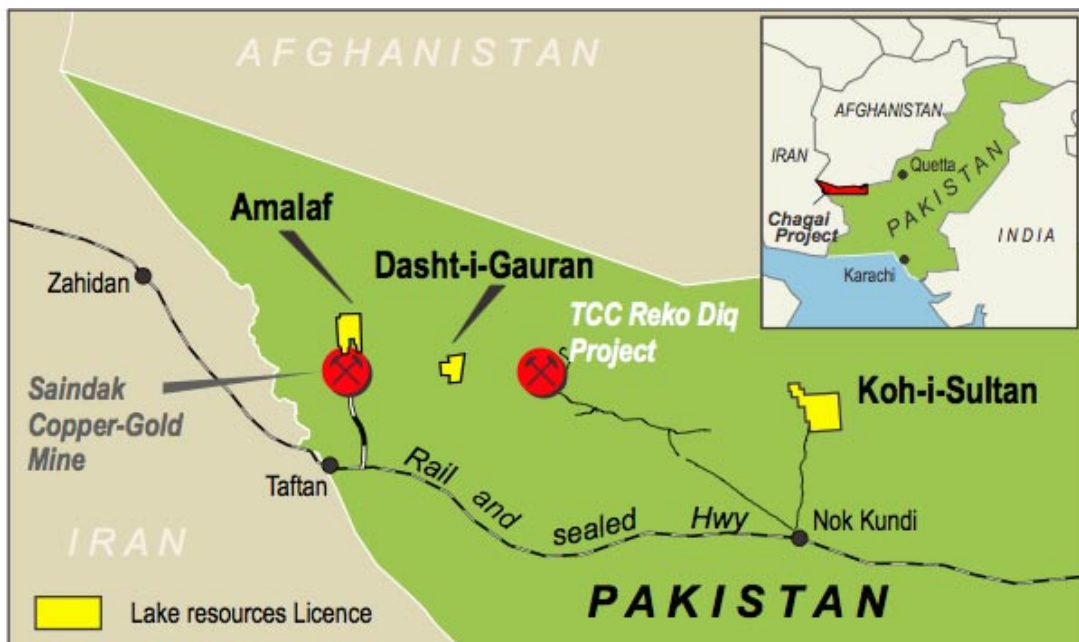 AFGHANISTAN
Amalaf
Dasht-i-Gauran
Zahidan
TCC Reko Diq
Project
Saindak
Copper-Gold
Mine
Koh-i-Sultan
Taftan
Rail and sealed Hwy
Nok Kundi
IRAN
PAKISTAN
Lake resources Licence
AFGHANISTAN
IRAN
Quetta
PAKISTAN
Chagai
Project
INDIA
Karachi